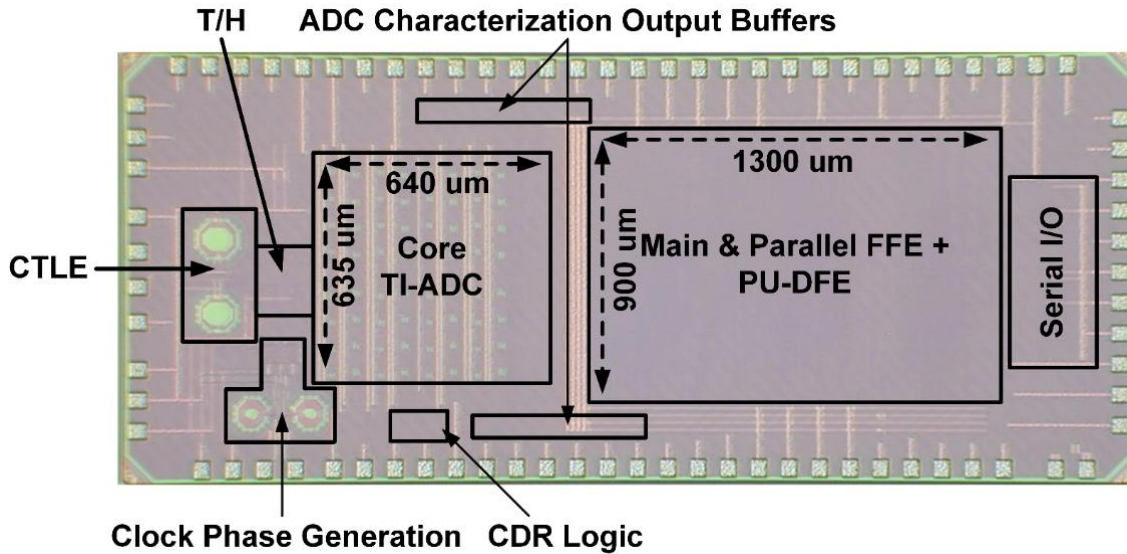 T/H
ADC Characterization Output Buffers
640 um
635 um
Core
TI-ADC
1300 um
900 um
Main & Parallel FFE +
PU-DFE
Serial I/O
CTLE
Clock Phase Generation
CDR Logic